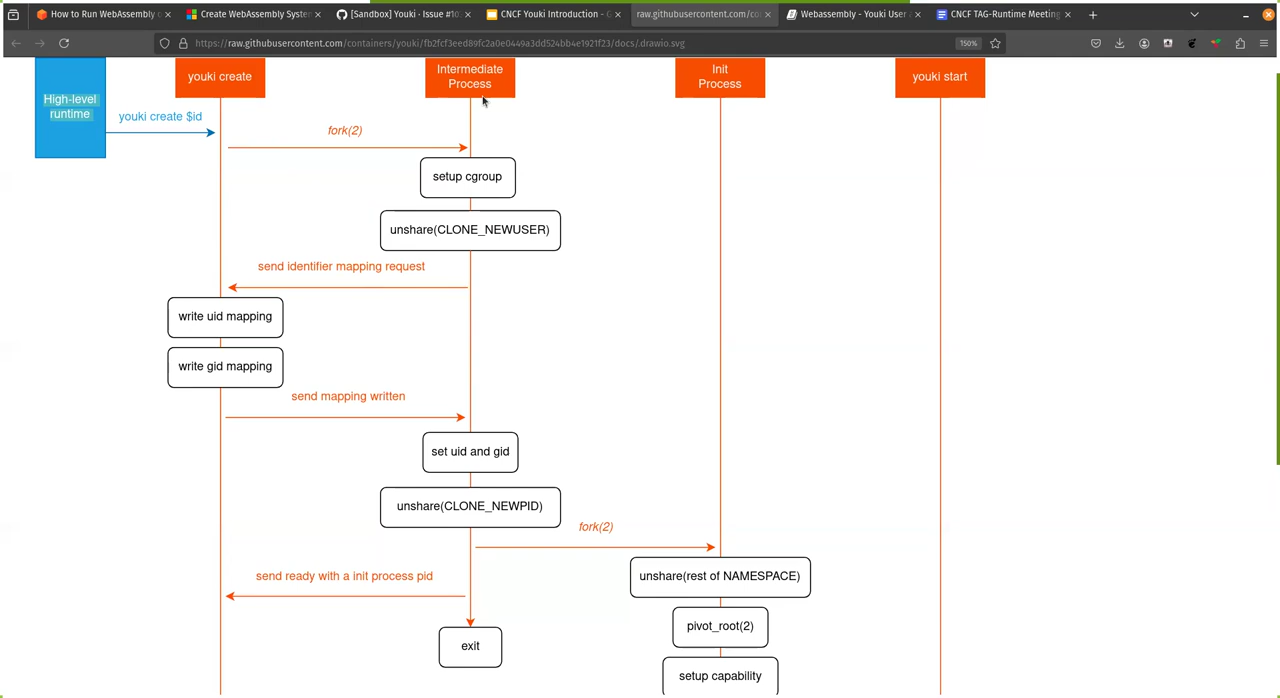 How to Run WebAssembly
Create WebAssembly Syste
[Sandbox] Youki · Issue #10
CNCF Youki Introduction - G
raw.githubusercontent.com/co
Webassembly - Youki User
CNCF TAG-Runtime Meeting
https://raw.githubusercontent.com/containers/youki/fb2fcf3eed89fc2a0e0449a3dd524bb4e1921f23/docs/.drawio.svg
150%
High-level
runtime
youki create
Intermediate
Process
Init
Process
youki start
youki create $id
fork(2)
setup cgroup
unshare(CLONE_NEWUSER)
send identifier mapping request
write uid mapping
write gid mapping
send mapping written
set uid and gid
unshare(CLONE_NEWPID)
fork(2)
unshare(rest of NAMESPACE)
send ready with a init process pid
pivot_root(2)
exit
setup capability